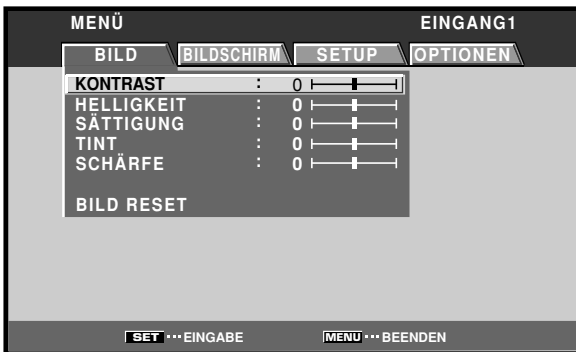 MENÜ EINGANG1
BILD BILDSCHIRM SETUP OPTIONEN
KONTRAST : 0
HELLIGKEIT : 0
SÄTTIGUNG : 0
TINT : 0
SCHÄRFE : 0
BILD RESET
SET ··· EINGABE MENU ··· BEENDEN